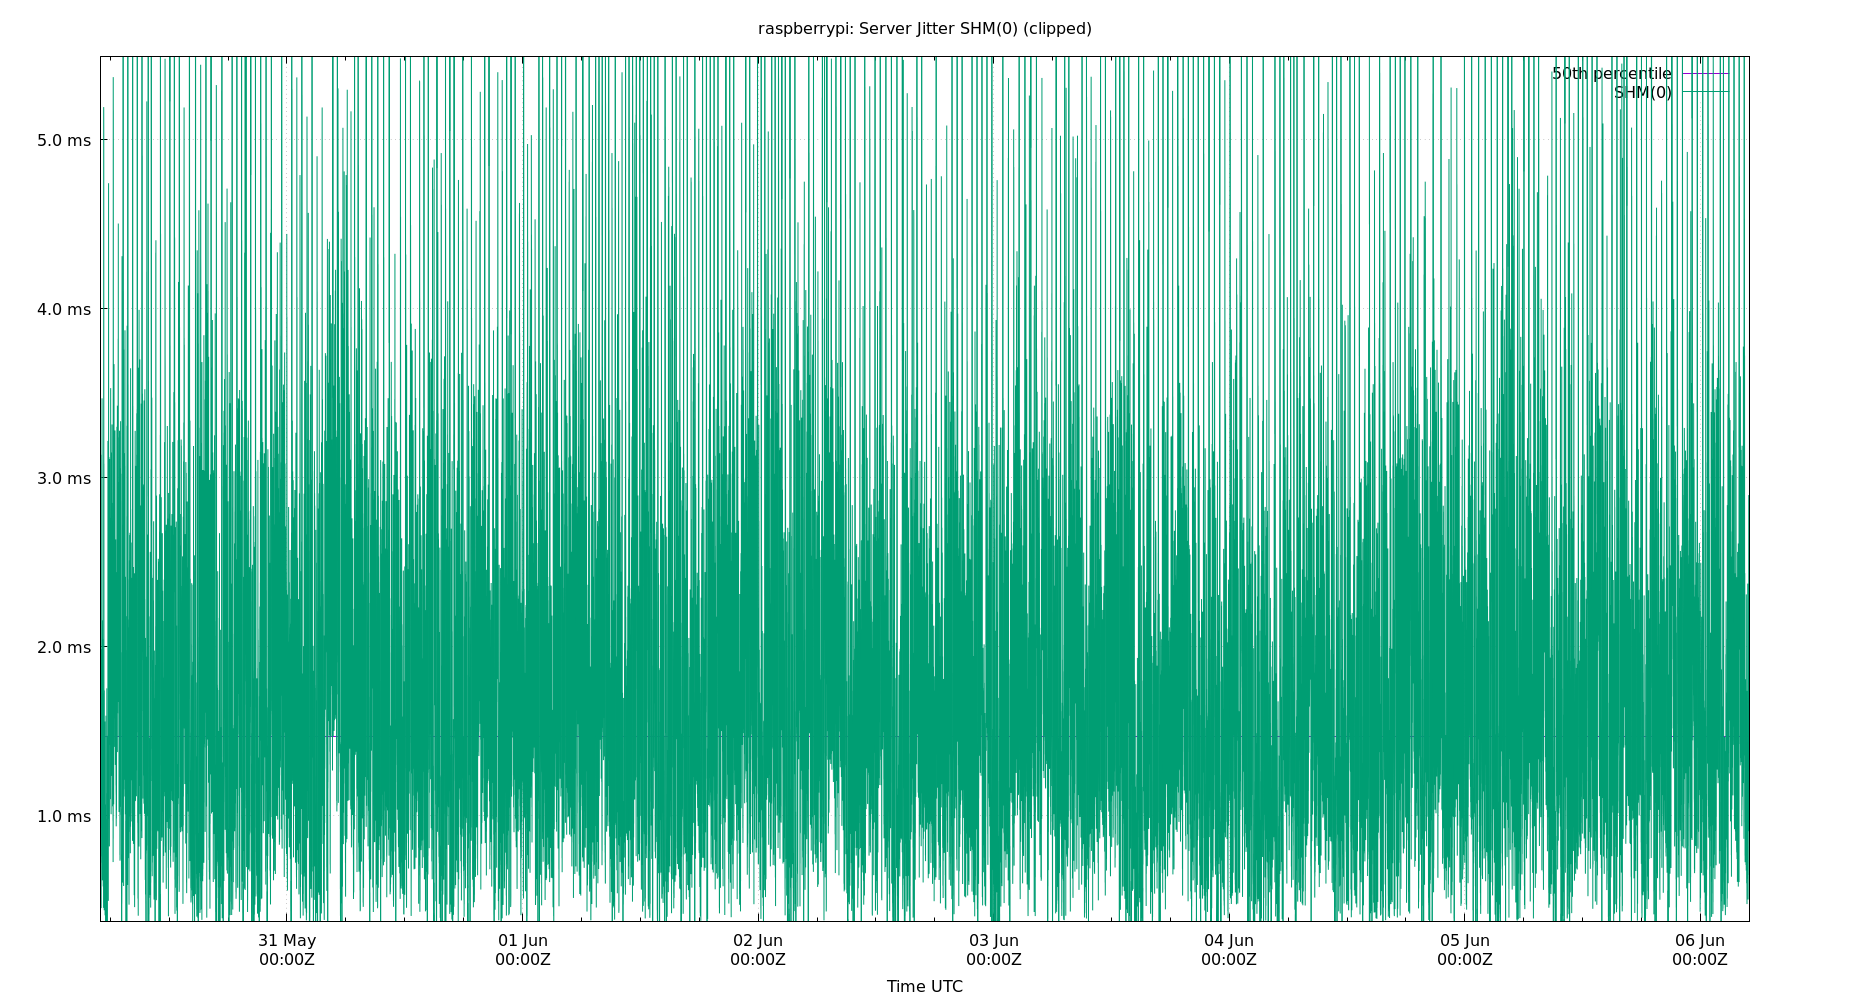 raspberrypi: Server Jitter SHM(0) (clipped)
50th percentile
SHM(0)
5.0 ms
4.0 ms
3.0 ms
2.0 ms
1.0 ms
31 May 01 Jun 02 Jun 03 Jun 04 Jun 05 Jun 06 Jun
00:00Z 00:00Z 00:00Z 00:00Z 00:00Z 00:00Z 00:00Z
Time UTC